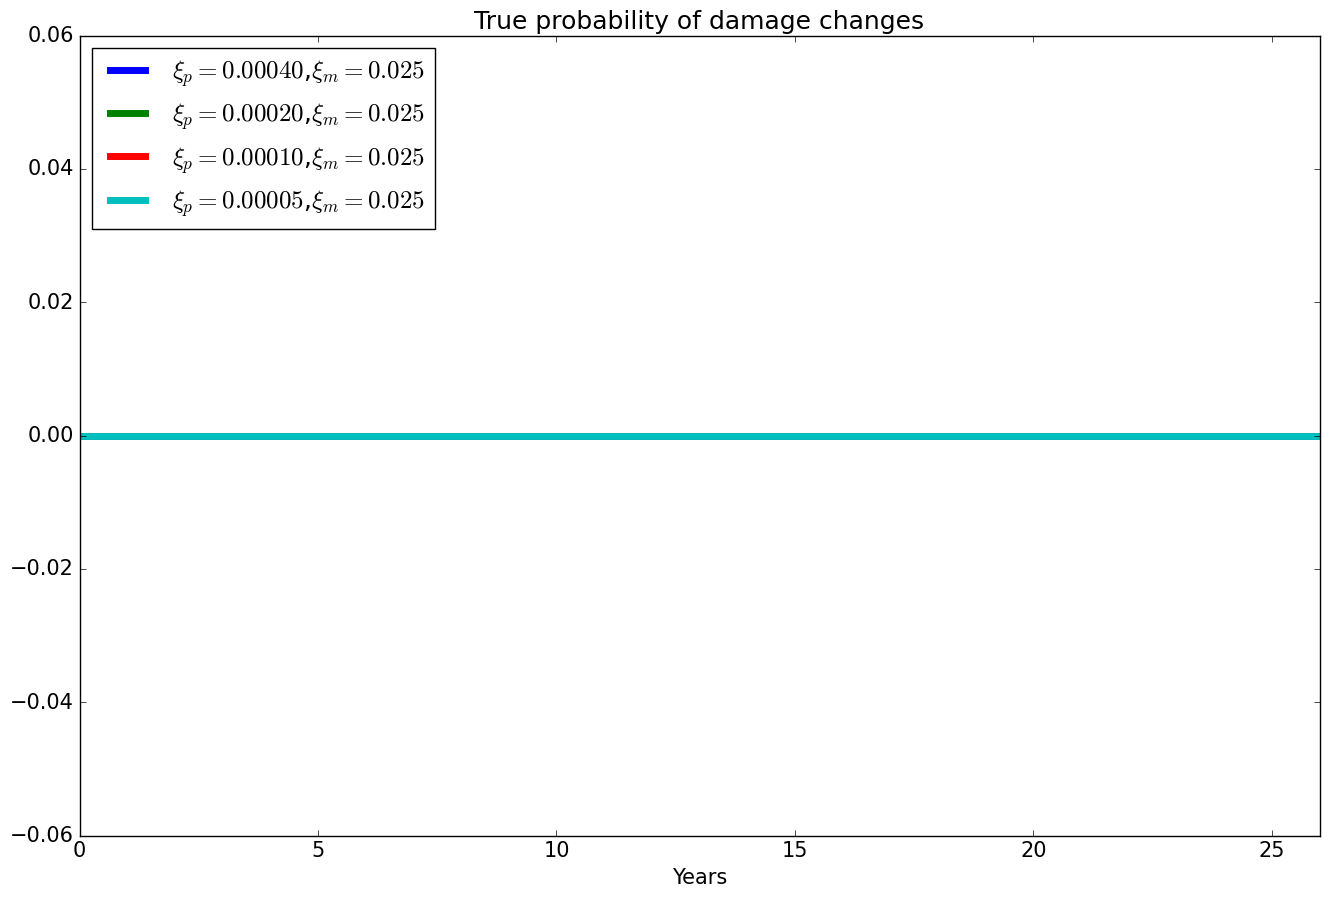 True probability of damage changes
0.06
0.04
0.02
0.00
−0.02
−0.04
−0.06
ξp = 0.00040,ξm = 0.025
ξp = 0.00020,ξm = 0.025
ξp = 0.00010,ξm = 0.025
ξp = 0.00005,ξm = 0.025
0 5 10 15 20 25
Years